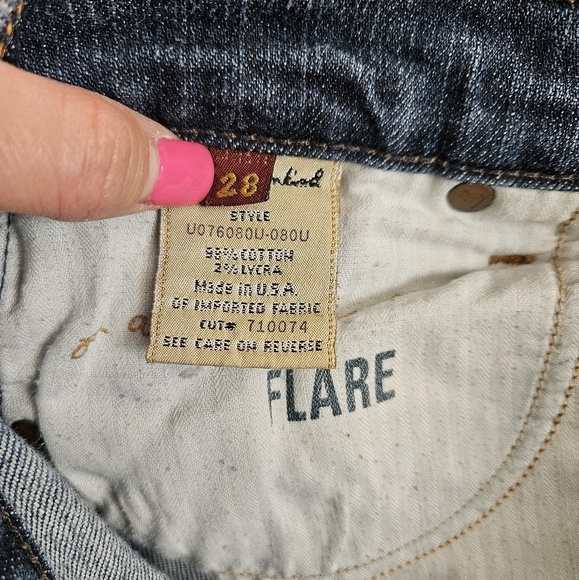 28
STYLE
U076080U-080U
98%COTTON
2%LYCRA
Made in U.S.A.
OF IMPORTED FABRIC
CUT# 710074
SEE CARE ON REVERSE
FLARE